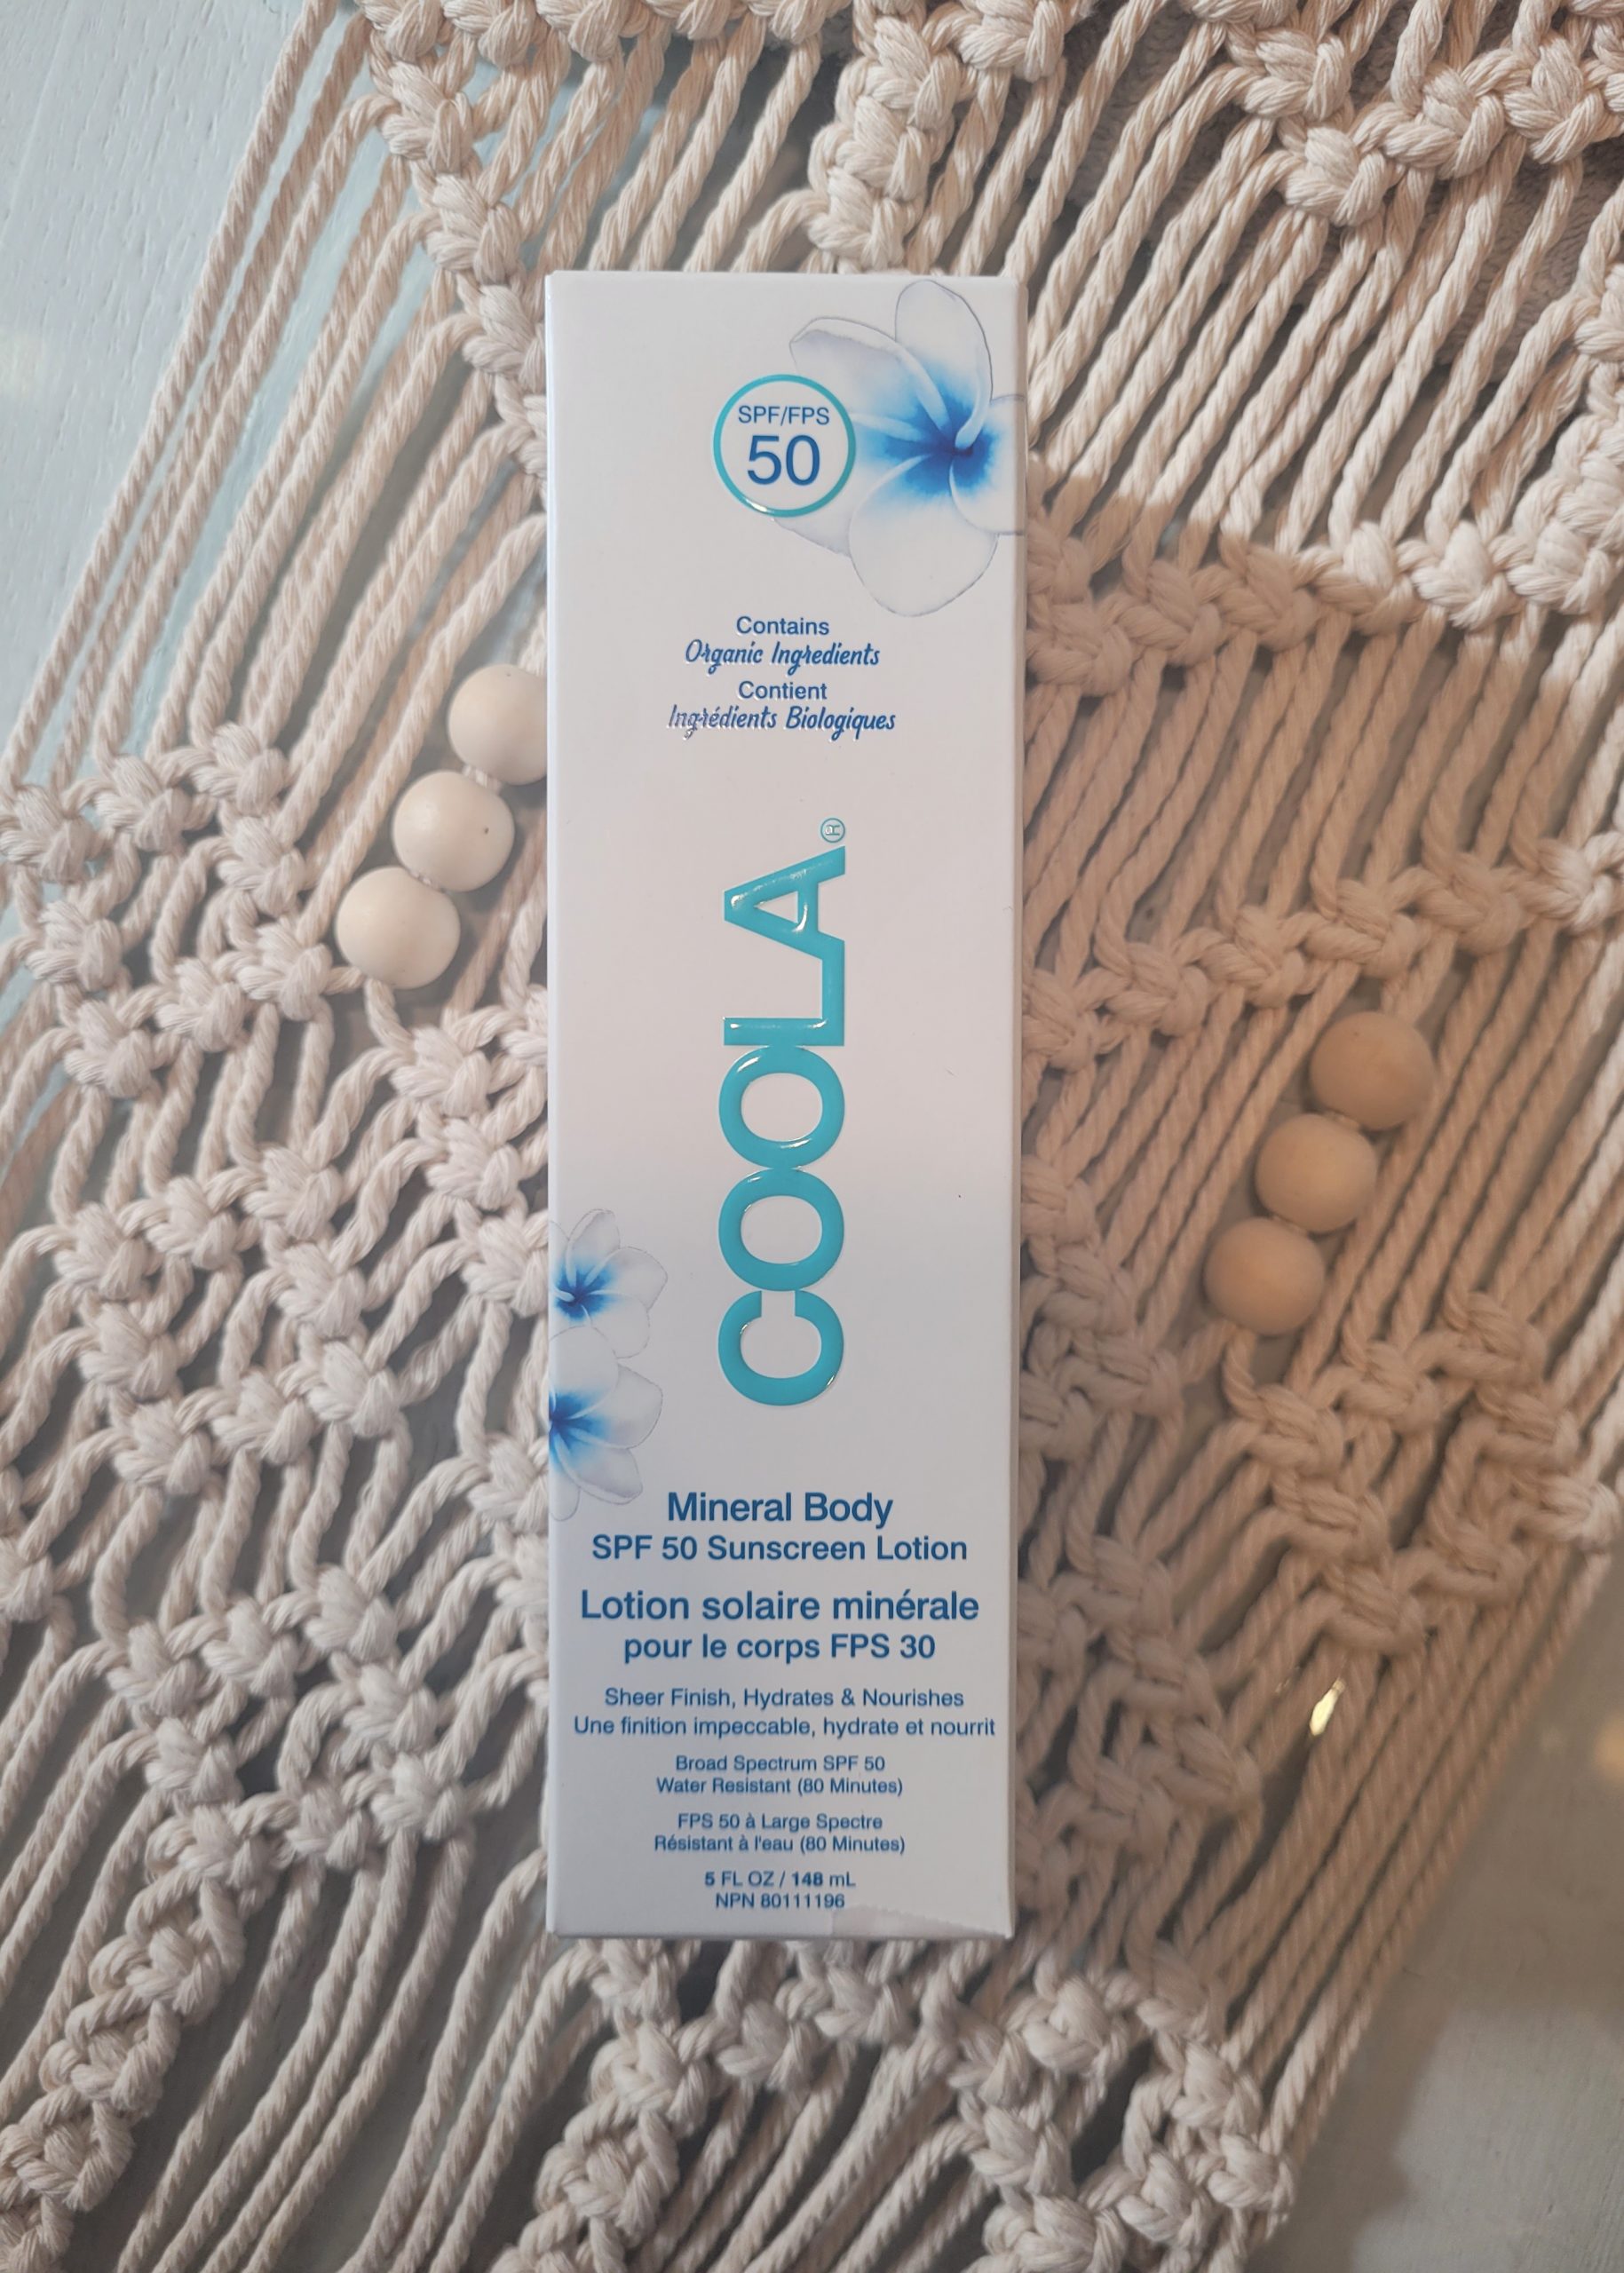 SPF/FPS
50
Contains
Organic Ingredients
Contient
Ingrédients Biologiques
COOLA®
Mineral Body
SPF 50 Sunscreen Lotion
Lotion solaire minérale
pour le corps FPS 30
Sheer Finish, Hydrates & Nourishes
Une finition impeccable, hydrate et nourrit
Broad Spectrum SPF 50
Water Resistant (80 Minutes)
FPS 50 à Large Spectre
Résistant à l'eau (80 Minutes)
5 FL OZ / 148 mL
NPN 80111196